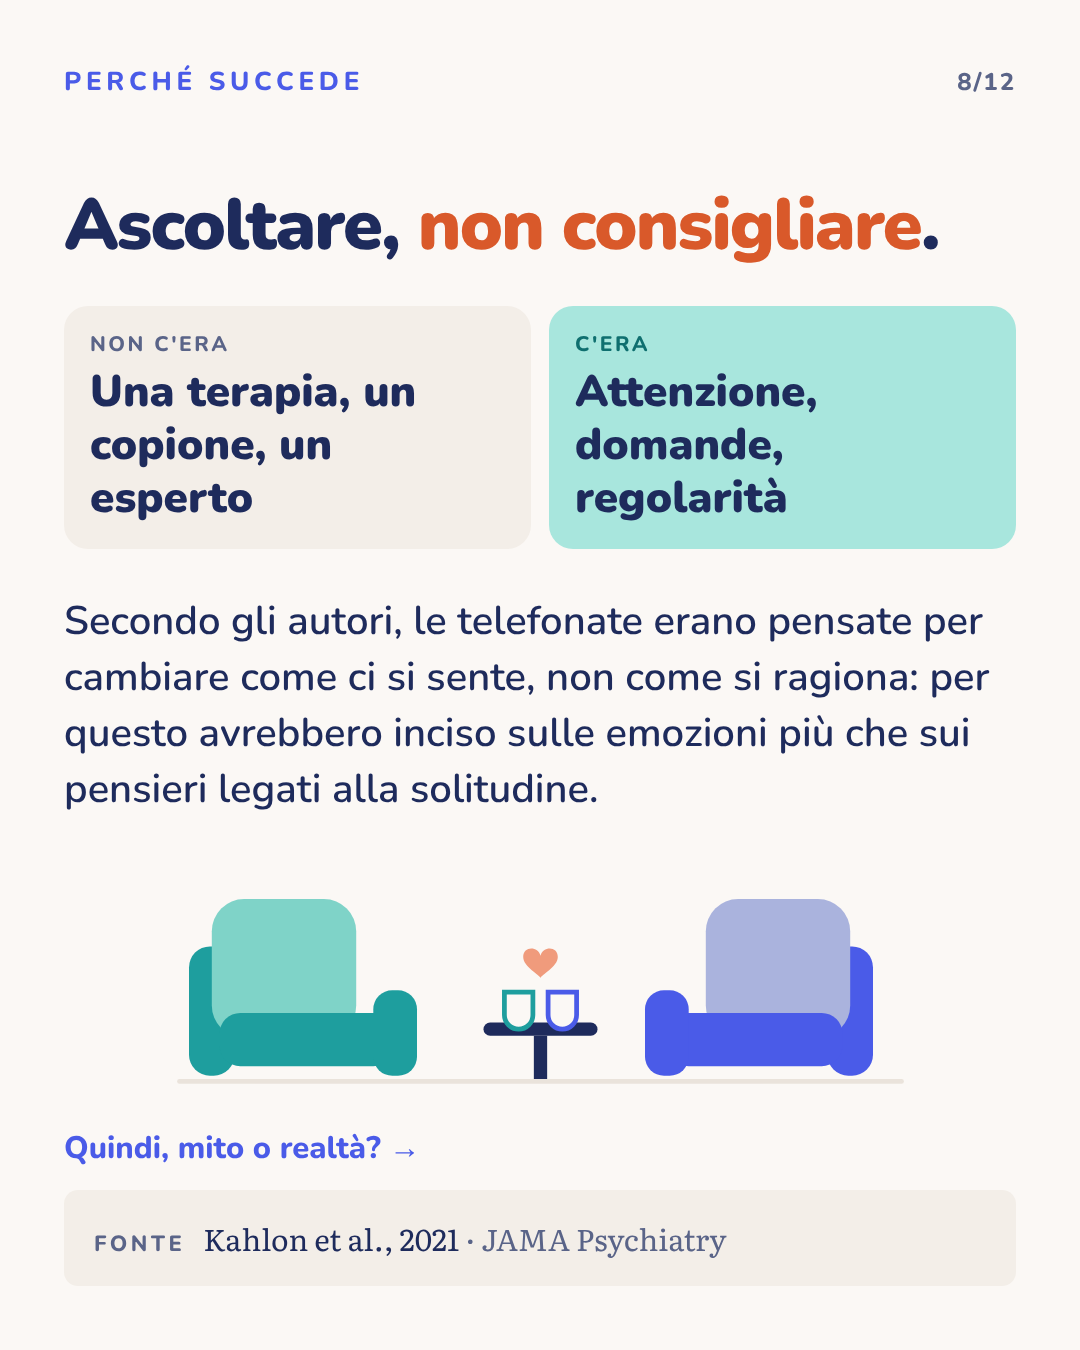 PERCHÉ SUCCEDE
8/12
Ascoltare, non consigliare.
NON C'ERA
Una terapia, un
copione, un
esperto
C'ERA
Attenzione,
domande,
regolarità
Secondo gli autori, le telefonate erano pensate per
cambiare come ci si sente, non come si ragiona: per
questo avrebbero inciso sulle emozioni più che sui
pensieri legati alla solitudine.
Quindi, mito o realtà? →
FONTE Kahlon et al., 2021 · JAMA Psychiatry